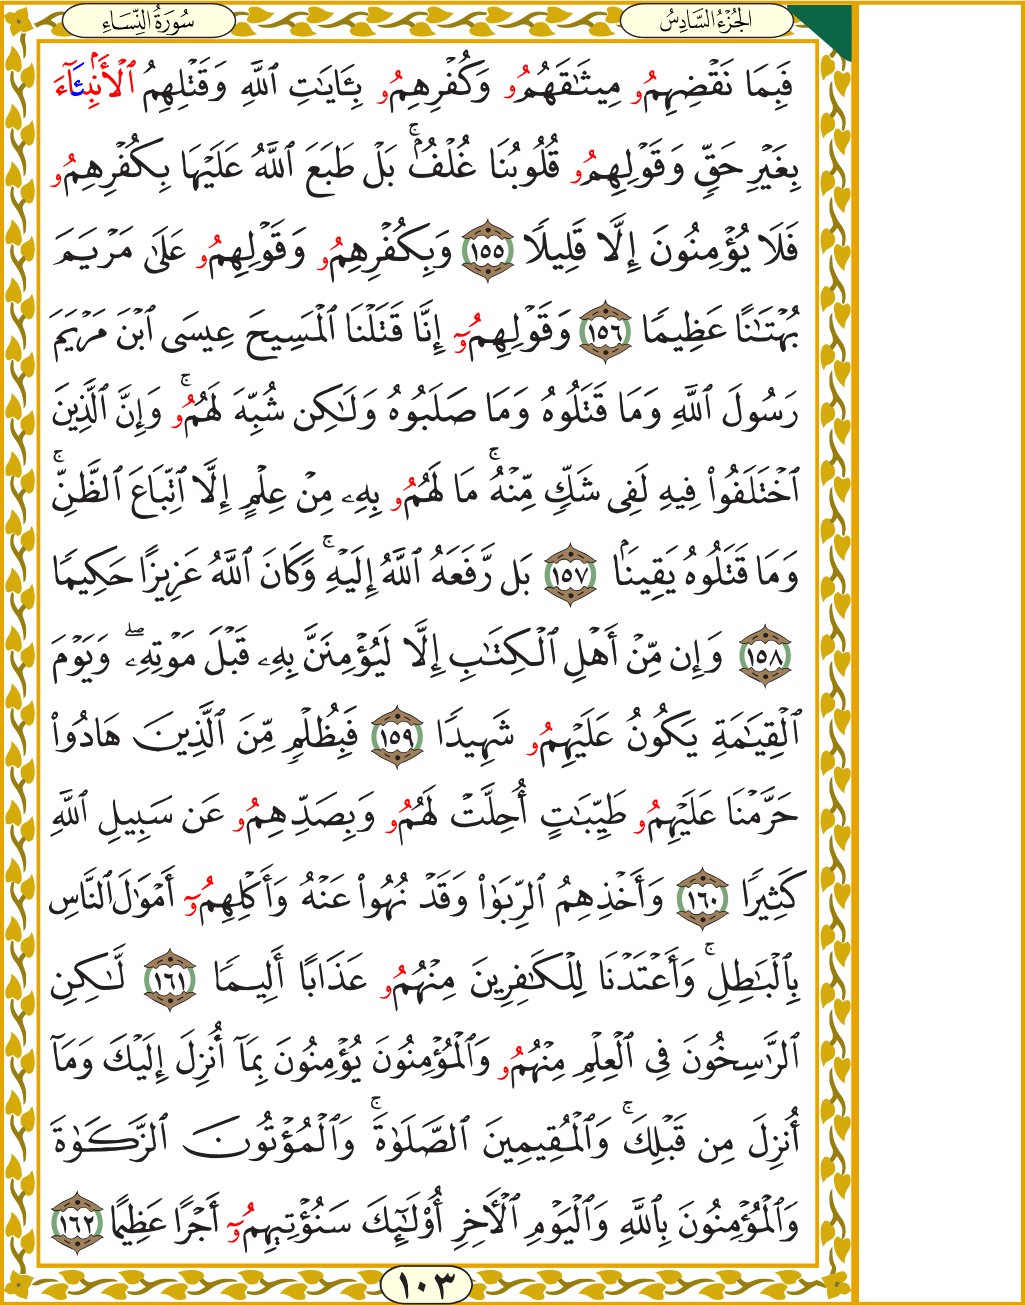 الجُزْءُ السَّادِسُ
سُورَةُ النِّسَاءِ
فَبِمَا نَقْضِهِمُۥ مِيثَٰقَهُمُۥ وَكُفْرِهِمُۥ بِـَٔايَٰتِ ٱللَّهِ وَقَتْلِهِمُ ٱلْأَنۢبِـَٔآءَ
بِغَيْرِ حَقٍّ وَقَوْلِهِمُۥ قُلُوبُنَا غُلْفٌۢ ۚ بَلْ طَبَعَ ٱللَّهُ عَلَيْهَا بِكُفْرِهِمُۥ
فَلَا يُؤْمِنُونَ إِلَّا قَلِيلًا ١٥٥ وَبِكُفْرِهِمُۥ وَقَوْلِهِمُۥ عَلَىٰ مَرْيَمَ
بُهْتَٰنًا عَظِيمًا ١٥٦ وَقَوْلِهِمُۥٓ إِنَّا قَتَلْنَا ٱلْمَسِيحَ عِيسَى ٱبْنَ مَرْيَمَ
رَسُولَ ٱللَّهِ وَمَا قَتَلُوهُ وَمَا صَلَبُوهُ وَلَٰكِن شُبِّهَ لَهُمُۥ ۚ وَإِنَّ ٱلَّذِينَ
ٱخْتَلَفُوا۟ فِيهِ لَفِى شَكٍّ مِّنْهُ ۚ مَا لَهُمُۥ بِهِۦ مِنْ عِلْمٍ إِلَّا ٱتِّبَاعَ ٱلظَّنِّ ۚ
وَمَا قَتَلُوهُ يَقِينًۢا ١٥٧ بَل رَّفَعَهُ ٱللَّهُ إِلَيْهِ ۚ وَكَانَ ٱللَّهُ عَزِيزًا حَكِيمًا
١٥٨ وَإِن مِّنْ أَهْلِ ٱلْكِتَٰبِ إِلَّا لَيُؤْمِنَنَّ بِهِۦ قَبْلَ مَوْتِهِۦ ۖ وَيَوْمَ
ٱلْقِيَٰمَةِ يَكُونُ عَلَيْهِمُۥ شَهِيدًا ١٥٩ فَبِظُلْمٍ مِّنَ ٱلَّذِينَ هَادُوا۟
حَرَّمْنَا عَلَيْهِمُۥ طَيِّبَٰتٍ أُحِلَّتْ لَهُمُۥ وَبِصَدِّهِمُۥ عَن سَبِيلِ ٱللَّهِ
كَثِيرًا ١٦٠ وَأَخْذِهِمُ ٱلرِّبَوٰا۟ وَقَدْ نُهُوا۟ عَنْهُ وَأَكْلِهِمُۥٓ أَمْوَٰلَ ٱلنَّاسِ
بِٱلْبَٰطِلِ ۚ وَأَعْتَدْنَا لِلْكَٰفِرِينَ مِنْهُمُۥ عَذَابًا أَلِيمًا ١٦١ لَّٰكِنِ
ٱلرَّٰسِخُونَ فِى ٱلْعِلْمِ مِنْهُمُۥ وَٱلْمُؤْمِنُونَ يُؤْمِنُونَ بِمَآ أُنزِلَ إِلَيْكَ وَمَآ
أُنزِلَ مِن قَبْلِكَ ۚ وَٱلْمُقِيمِينَ ٱلصَّلَوٰةَ ۚ وَٱلْمُؤْتُونَ ٱلزَّكَوٰةَ
وَٱلْمُؤْمِنُونَ بِٱللَّهِ وَٱلْيَوْمِ ٱلْأَخِرِ أُو۟لَٰٓئِكَ سَنُؤْتِيهِمُۥٓ أَجْرًا عَظِيمًا ١٦٢
١٠٣